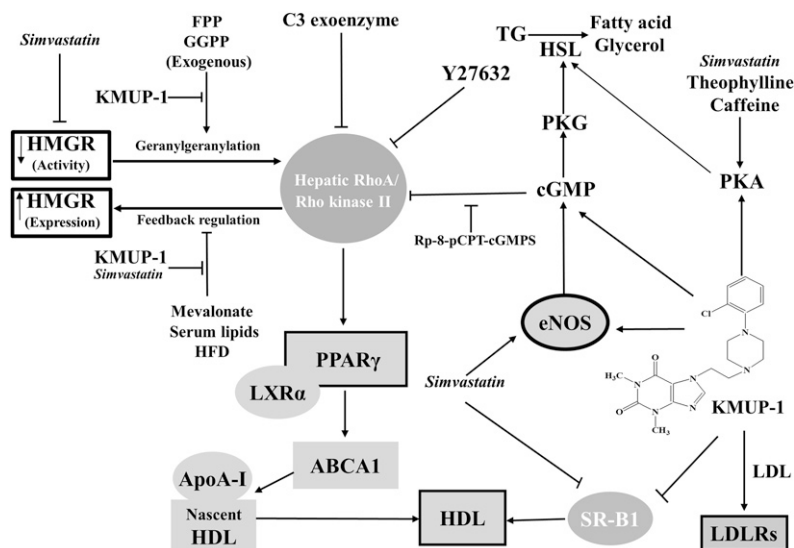 Simvastatin
FPP
GGPP
(Exogenous)
C3 exoenzyme
TG
HSL
Fatty acid
Glycerol
KMUP-1
Y27632
Simvastatin
Theophylline
Caffeine
↓ HMGR
(Activity)
Geranylgeranylation
PKG
↑ HMGR
(Expression)
Feedback regulation
Hepatic RhoA/
Rho kinase II
cGMP
PKA
Rp-8-pCPT-cGMPS
KMUP-1
Simvastatin
Mevalonate
Serum lipids
HFD
Cl
N
N
eNOS
PPARγ
LXRα
Simvastatin
H₃C
O
N
N
O
N
N
CH₃
KMUP-1
ApoA-I
ABCA1
LDL
Nascent
HDL
HDL
SR-B1
LDLRs